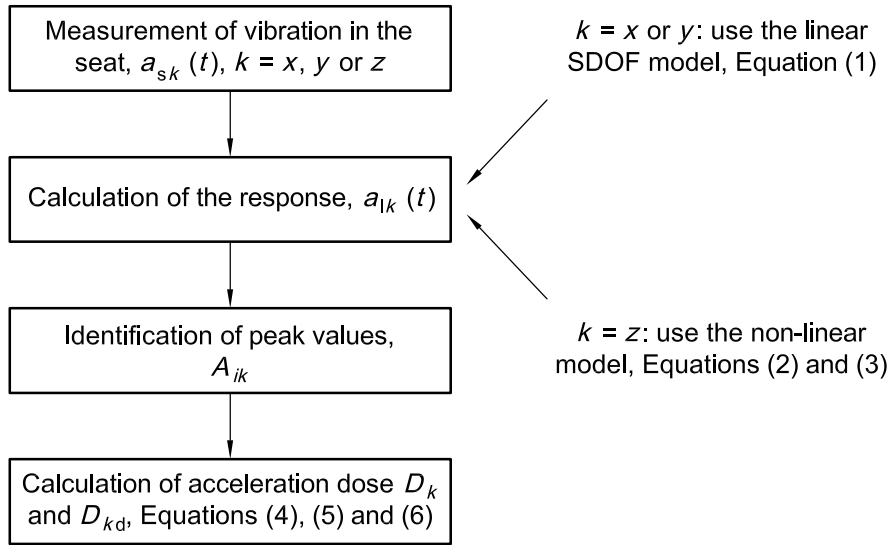 Measurement of vibration in the
seat, a_sk (t), k = x, y or z
k = x or y: use the linear
SDOF model, Equation (1)
Calculation of the response, a_lk (t)
Identification of peak values,
A_ik
k = z: use the non-linear
model, Equations (2) and (3)
Calculation of acceleration dose D_k
and D_kd, Equations (4), (5) and (6)